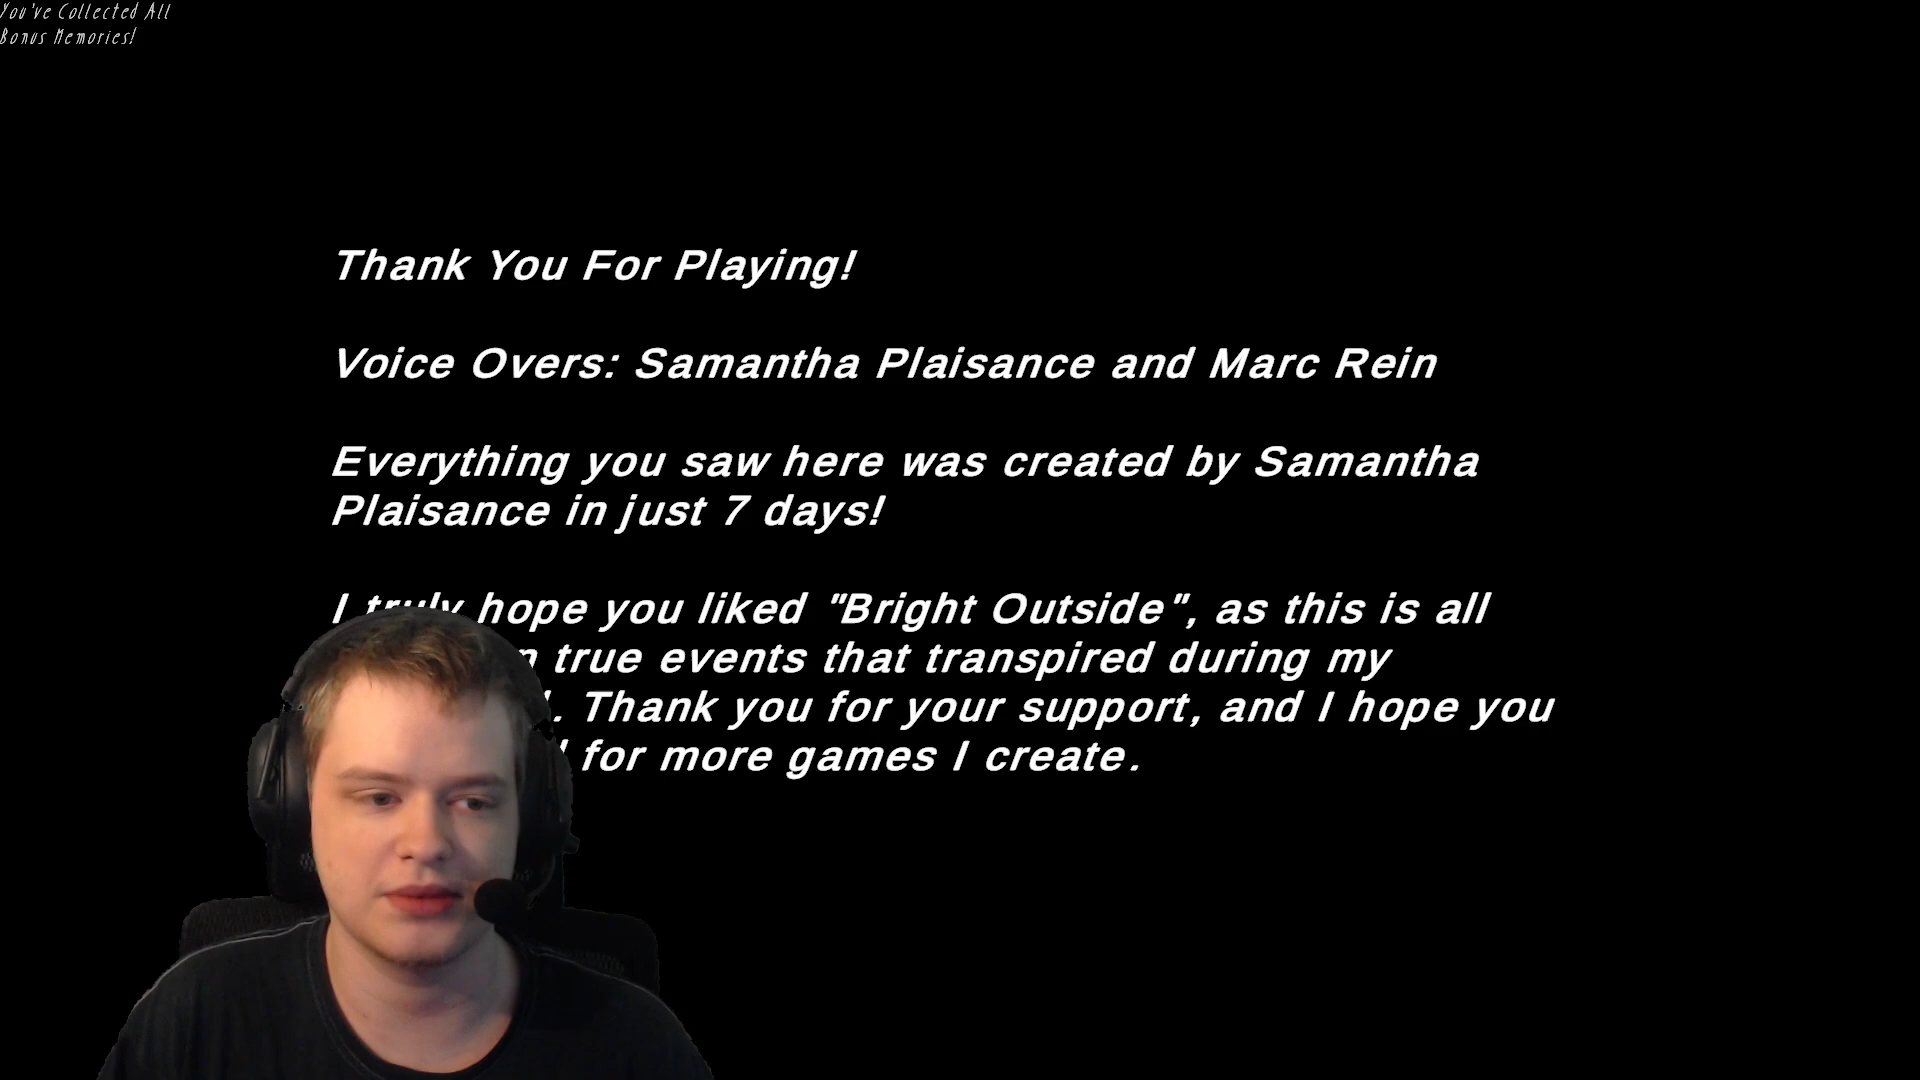 You've Collected All
Bonus Memories!
Thank You For Playing!
Voice Overs: Samantha Plaisance and Marc Rein
Everything you saw here was created by Samantha
Plaisance in just 7 days!
I truly hope you liked "Bright Outside", as this is all
true events that transpired during my
. Thank you for your support, and I hope you
for more games I create.